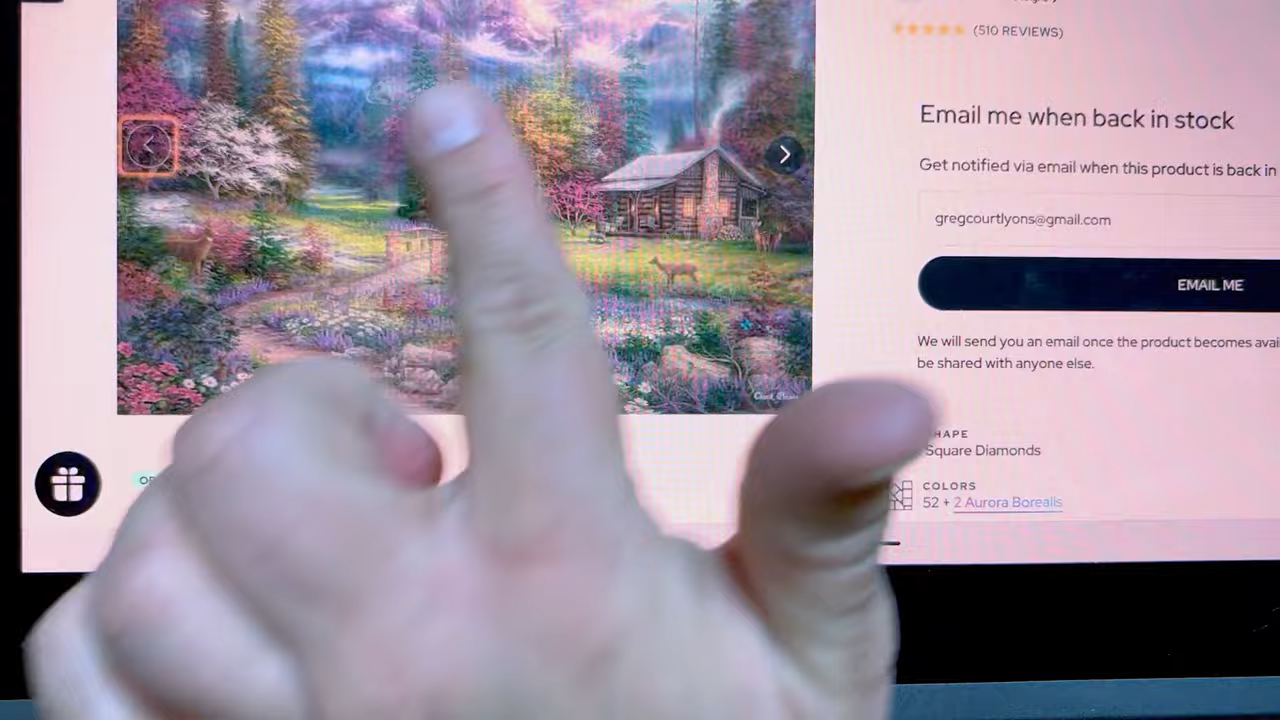 (510 REVIEWS)
Email me when back in stock
Get notified via email when this product is back in
gregcourtlyons@gmail.com
EMAIL ME
We will send you an email once the product becomes avai
be shared with anyone else.
HAPE
Square Diamonds
COLORS
52 + 2 Aurora Borealis